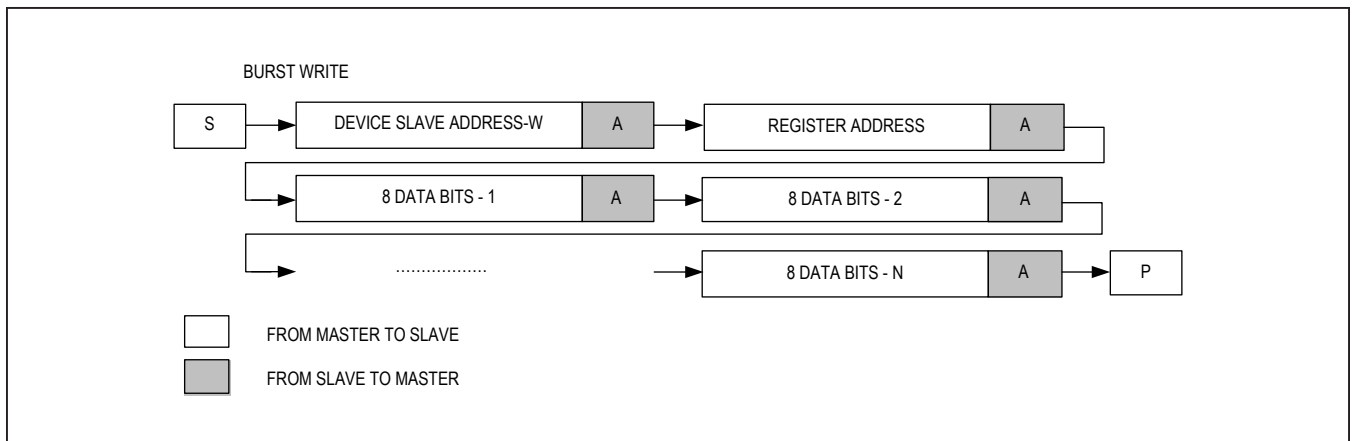 BURST WRITE
S DEVICE SLAVE ADDRESS-W A REGISTER ADDRESS A
8 DATA BITS - 1 A 8 DATA BITS - 2 A
.................. 8 DATA BITS - N A P
FROM MASTER TO SLAVE
FROM SLAVE TO MASTER